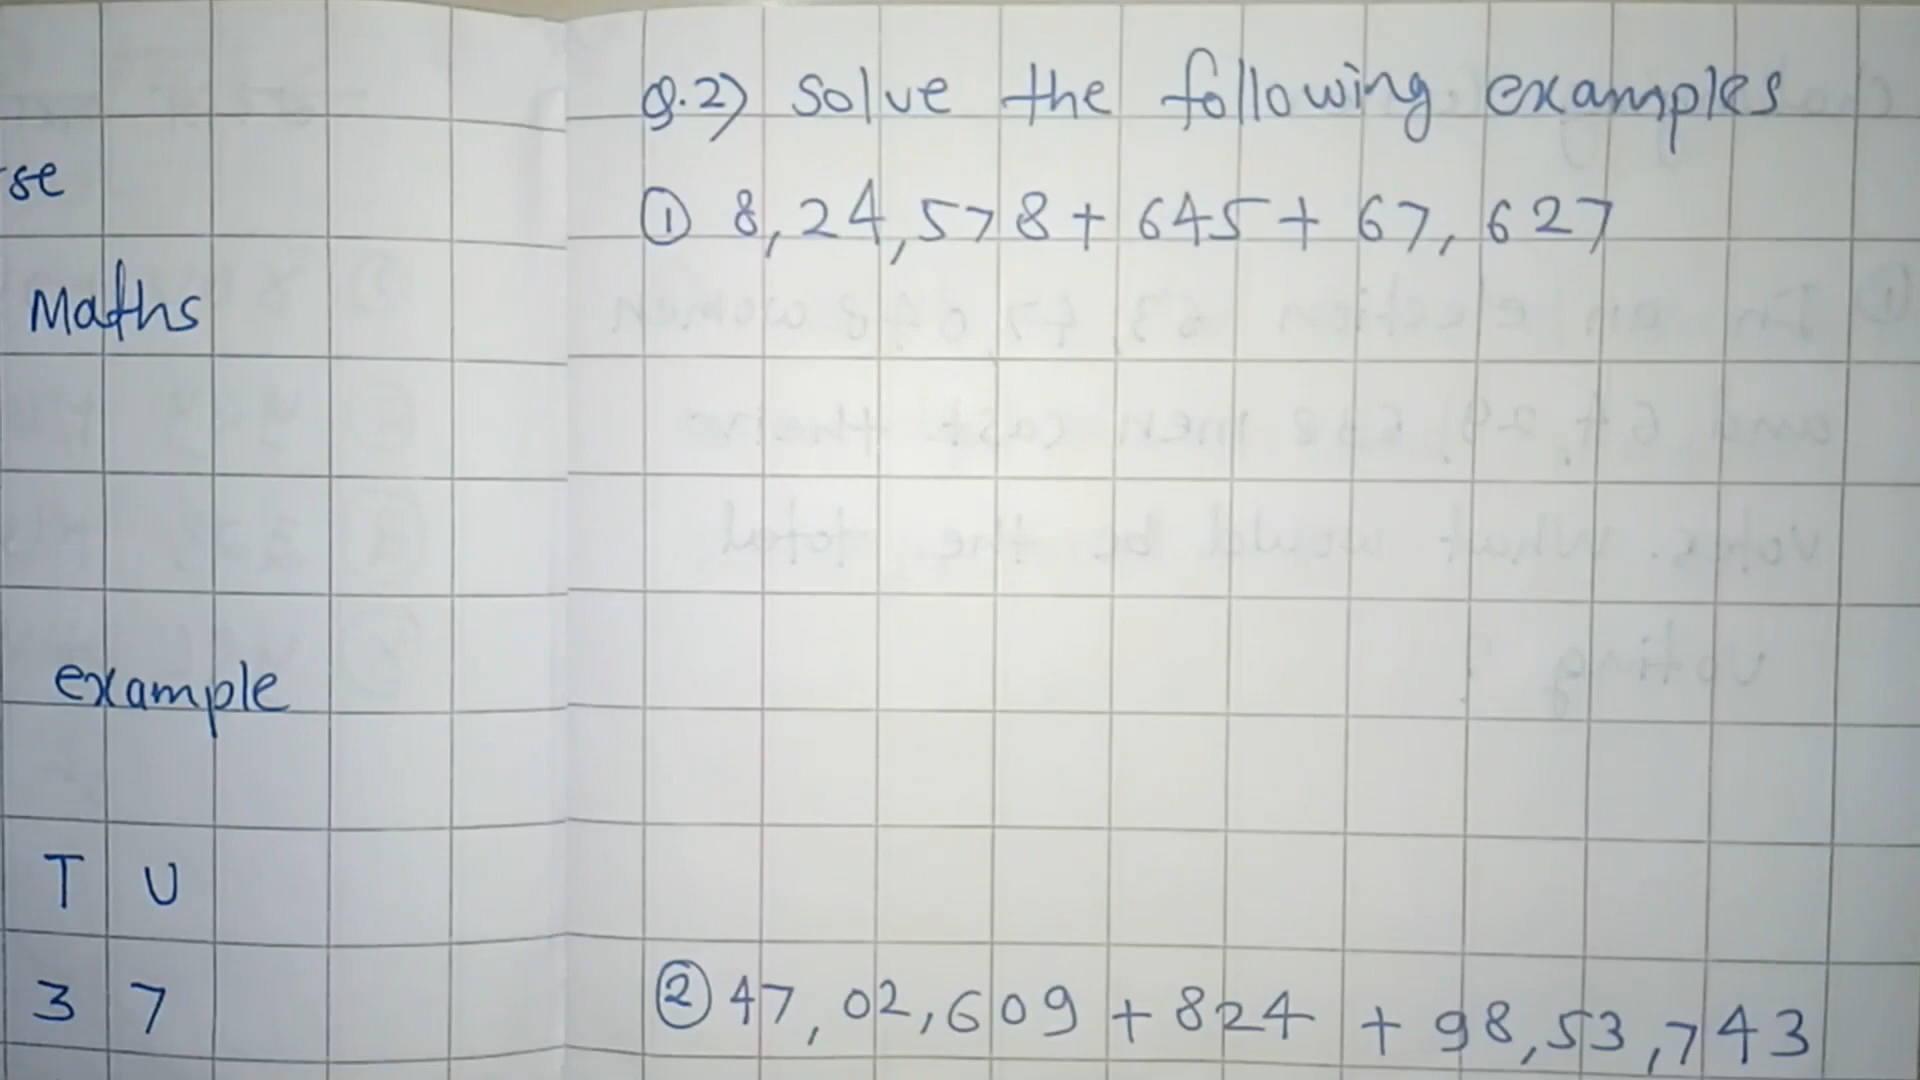 se
Maths
example
T U
3 7
Q.2) Solve the following examples
① 8,24,578 + 645 + 67,627
② 47,02,609 + 824 + 98,53,743